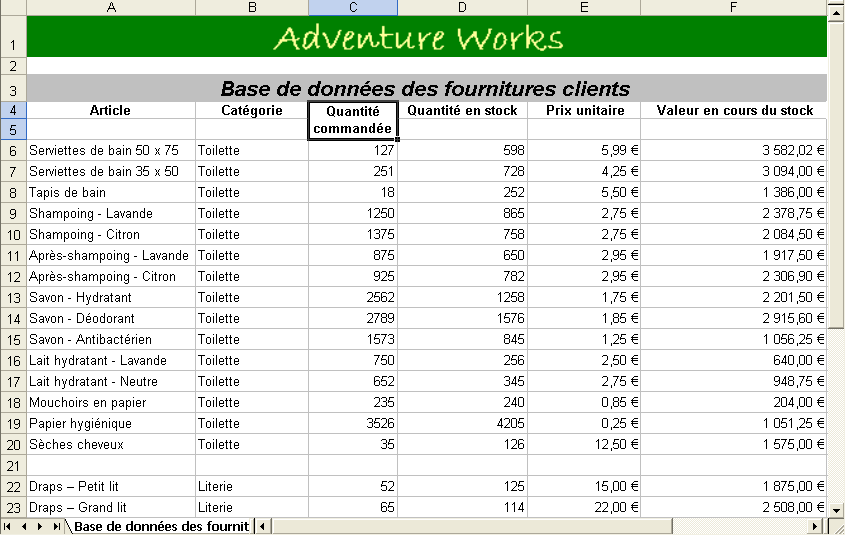 A B C D E F
1 Adventure Works
2
3 Base de données des fournitures clients
4 Article Catégorie Quantité Quantité en stock Prix unitaire Valeur en cours du stock
5 commandée
6 Serviettes de bain 50 x 75 Toilette 127 598 5,99 € 3 582,02 €
7 Serviettes de bain 35 x 50 Toilette 251 728 4,25 € 3 094,00 €
8 Tapis de bain Toilette 18 252 5,50 € 1 386,00 €
9 Shampoing - Lavande Toilette 1250 865 2,75 € 2 378,75 €
10 Shampoing - Citron Toilette 1375 758 2,75 € 2 084,50 €
11 Après-shampoing - Lavande Toilette 875 650 2,95 € 1 917,50 €
12 Après-shampoing - Citron Toilette 925 782 2,95 € 2 306,90 €
13 Savon - Hydratant Toilette 2562 1258 1,75 € 2 201,50 €
14 Savon - Déodorant Toilette 2789 1576 1,85 € 2 915,60 €
15 Savon - Antibactérien Toilette 1573 845 1,25 € 1 056,25 €
16 Lait hydratant - Lavande Toilette 750 256 2,50 € 640,00 €
17 Lait hydratant - Neutre Toilette 652 345 2,75 € 948,75 €
18 Mouchoirs en papier Toilette 235 240 0,85 € 204,00 €
19 Papier hygiénique Toilette 3526 4205 0,25 € 1 051,25 €
20 Sèches cheveux Toilette 35 126 12,50 € 1 575,00 €
21
22 Draps – Petit lit Literie 52 125 15,00 € 1 875,00 €
23 Draps – Grand lit Literie 65 114 22,00 € 2 508,00 €
Base de données des fournit